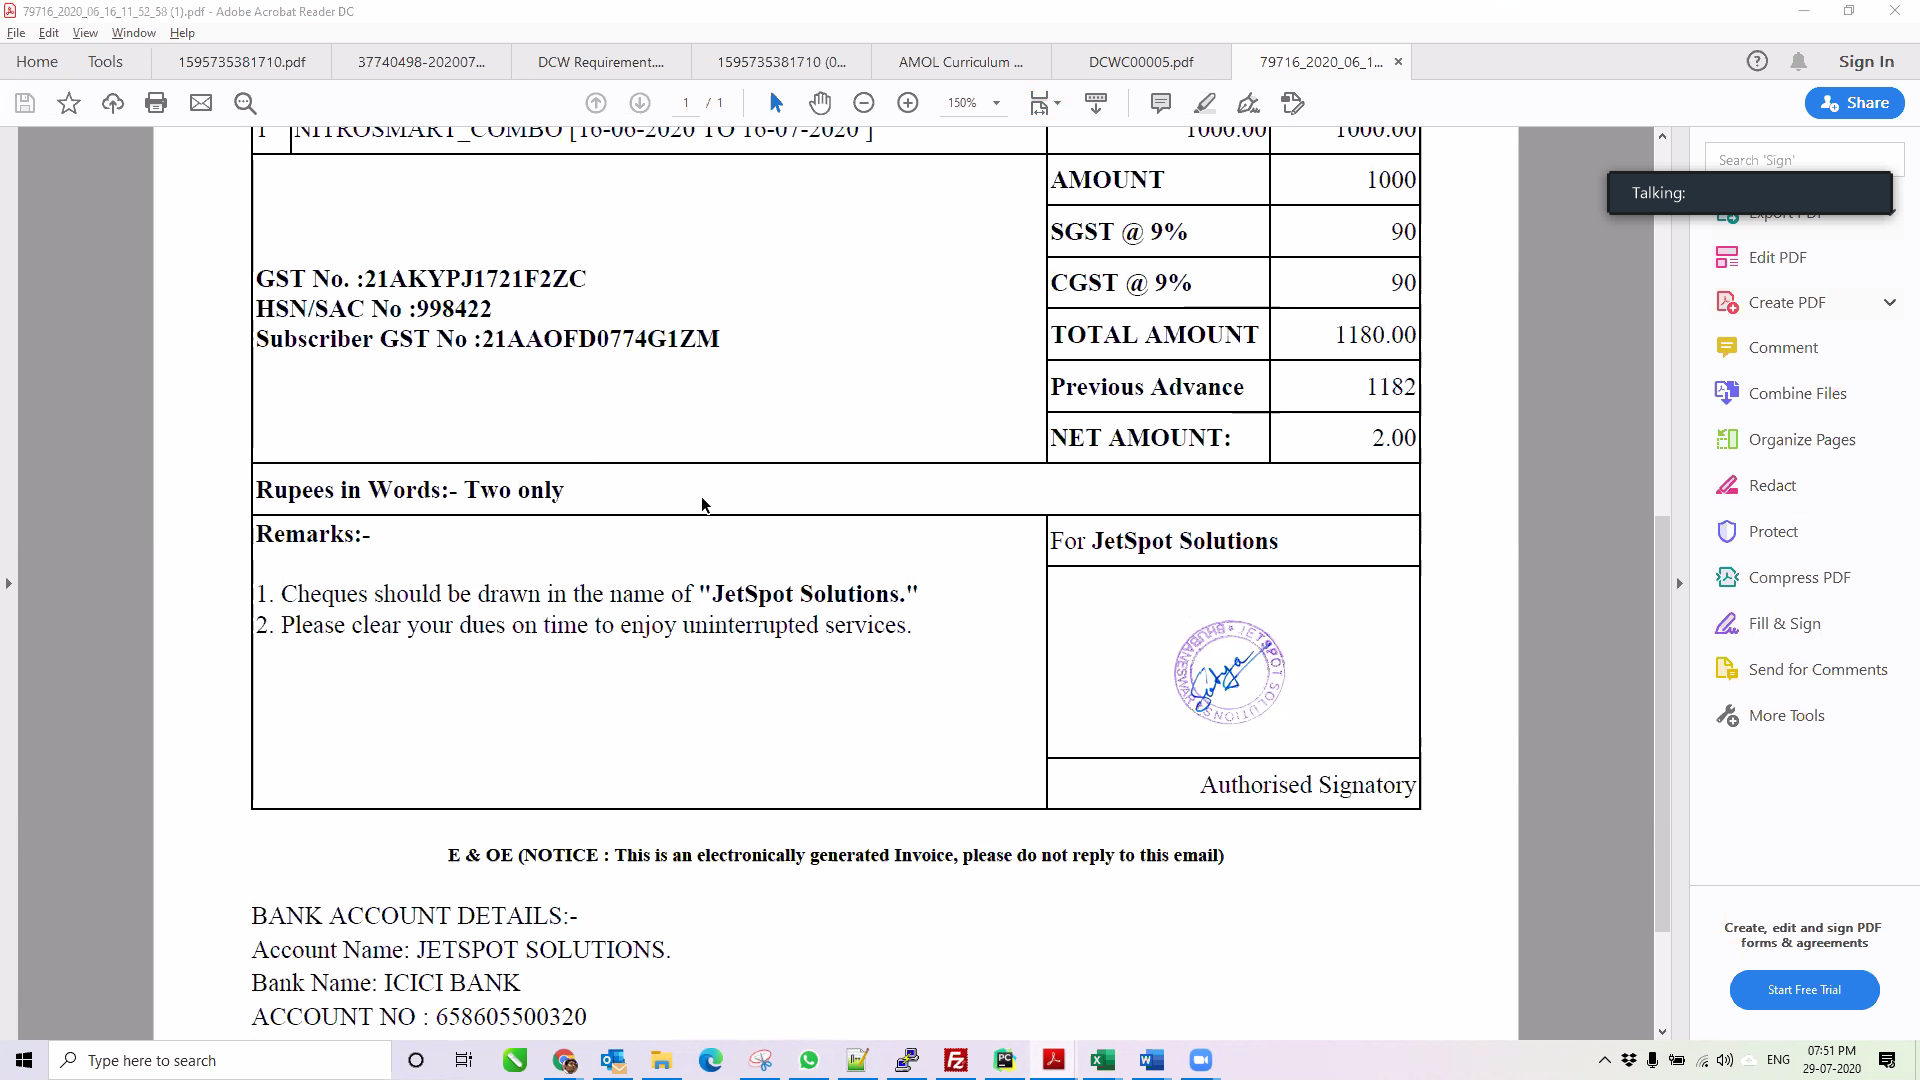 79716_2020_06_16_11_52_58 (1).pdf - Adobe Acrobat Reader DC
File Edit View Window Help
Home Tools 1595735381710.pdf 37740498-202007... DCW Requirement.... 1595735381710 (0... AMOL Curriculum ... DCWC00005.pdf 79716_2020_06_1... Sign In
1 / 1 150% Share
1 NITROSMART_COMBO [16-06-2020 TO 16-07-2020 ] 1000.00 1000.00
AMOUNT 1000
SGST @ 9% 90
CGST @ 9% 90
TOTAL AMOUNT 1180.00
Previous Advance 1182
NET AMOUNT: 2.00
GST No. :21AKYPJ1721F2ZC
HSN/SAC No :998422
Subscriber GST No :21AAOFD0774G1ZM
Rupees in Words:- Two only
Remarks:-
1. Cheques should be drawn in the name of "JetSpot Solutions."
2. Please clear your dues on time to enjoy uninterrupted services.
For JetSpot Solutions
JETSPOT SOLUTIONS
BHUBANESWAR
Authorised Signatory
E & OE (NOTICE : This is an electronically generated Invoice, please do not reply to this email)
BANK ACCOUNT DETAILS:-
Account Name: JETSPOT SOLUTIONS.
Bank Name: ICICI BANK
ACCOUNT NO : 658605500320
Search 'Sign'
Talking:
Export PDF
Edit PDF
Create PDF
Comment
Combine Files
Organize Pages
Redact
Protect
Compress PDF
Fill & Sign
Send for Comments
More Tools
Create, edit and sign PDF
forms & agreements
Start Free Trial
Type here to search
ENG
07:51 PM
29-07-2020